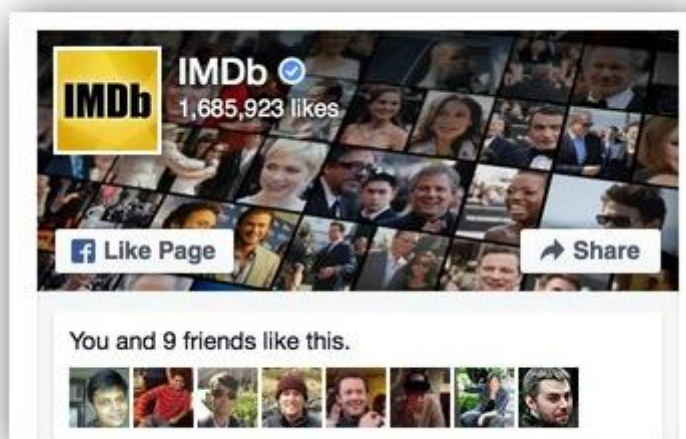 IMDb
IMDb
1,685,923 likes
Like Page
Share
You and 9 friends like this.